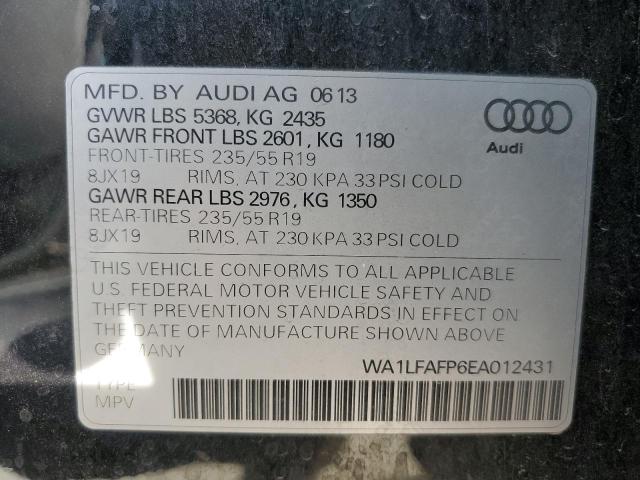 MFD. BY AUDI AG 0613
GVWR LBS 5368, KG 2435
GAWR FRONT LBS 2601, KG 1180
FRONT-TIRES 235/55 R19
8JX19 RIMS, AT 230 KPA 33 PSI COLD
GAWR REAR LBS 2976, KG 1350
REAR-TIRES 235/55 R19
8JX19 RIMS, AT 230 KPA 33 PSI COLD
Audi
THIS VEHICLE CONFORMS TO ALL APPLICABLE
U.S. FEDERAL MOTOR VEHICLE SAFETY AND
THEFT PREVENTION STANDARDS IN EFFECT ON
THE DATE OF MANUFACTURE SHOWN ABOVE
GERMANY
WA1LFAFP6EA012431
TYPE
MPV